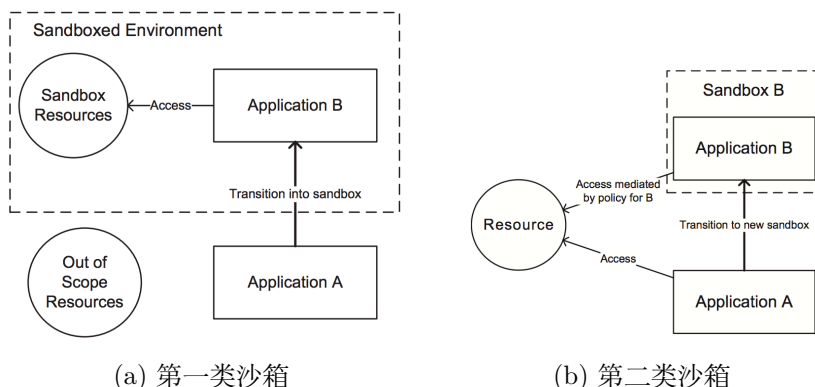 Sandboxed Environment
Sandbox
Resources
Access
Application B
Transition into sandbox
Out of
Scope
Resources
Application A
(a) 第一类沙箱
Sandbox B
Application B
Access mediated
by policy for B
Resource
Transition to new sandbox
Access
Application A
(b) 第二类沙箱